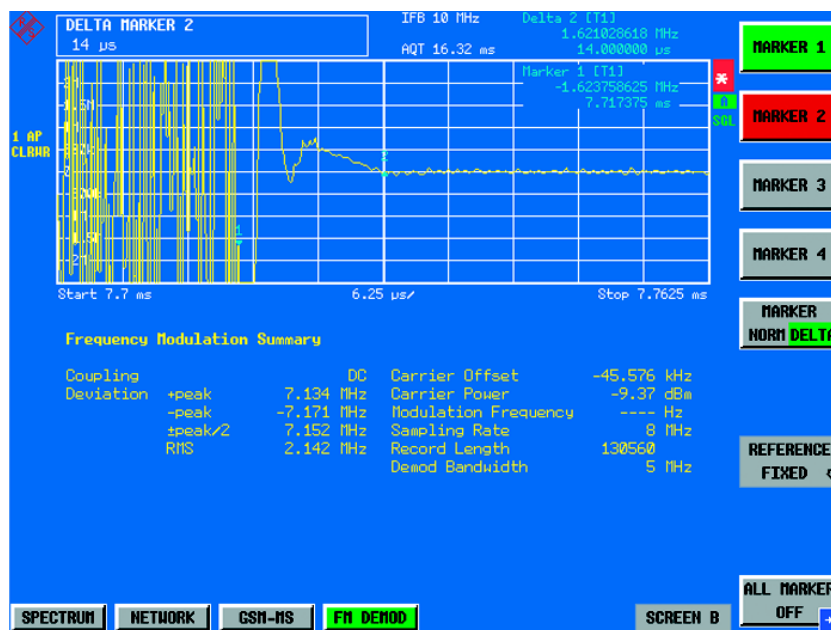 DELTA MARKER 2
14 µs
IFB 10 MHz
AQT 16.32 ms
Delta 2 [T1]
1.621028618 MHz
14.000000 µs
Marker 1 [T1]
-1.623758625 MHz
7.717375 ms
1 AP
CLRWR
*
A
SGL
2
1
Start 7.7 ms
6.25 µs/
Stop 7.7625 ms
Frequency Modulation Summary
Coupling DC
Deviation +peak 7.134 MHz
-peak -7.171 MHz
±peak/2 7.152 MHz
RMS 2.142 MHz
Carrier Offset -45.576 kHz
Carrier Power -9.37 dBm
Modulation Frequency ---- Hz
Sampling Rate 8 MHz
Record Length 130560
Demod Bandwidth 5 MHz
MARKER 1
MARKER 2
MARKER 3
MARKER 4
MARKER
NORM DELTA
REFERENCE
FIXED
ALL MARKER
OFF
SPECTRUM
NETWORK
GSM-MS
FM DEMOD
SCREEN B